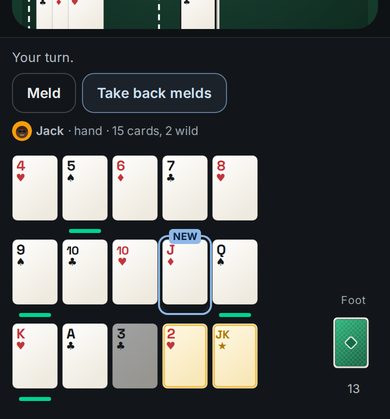 Your turn.
Meld
Take back melds
Jack · hand · 15 cards, 2 wild
4♥ 5♠ 6♦ 7♣ 8♥
NEW
9♠ 10♣ 10♥ J♦ Q♠
Foot
K♥ A♣ 3♣ 2♥ JK★
13